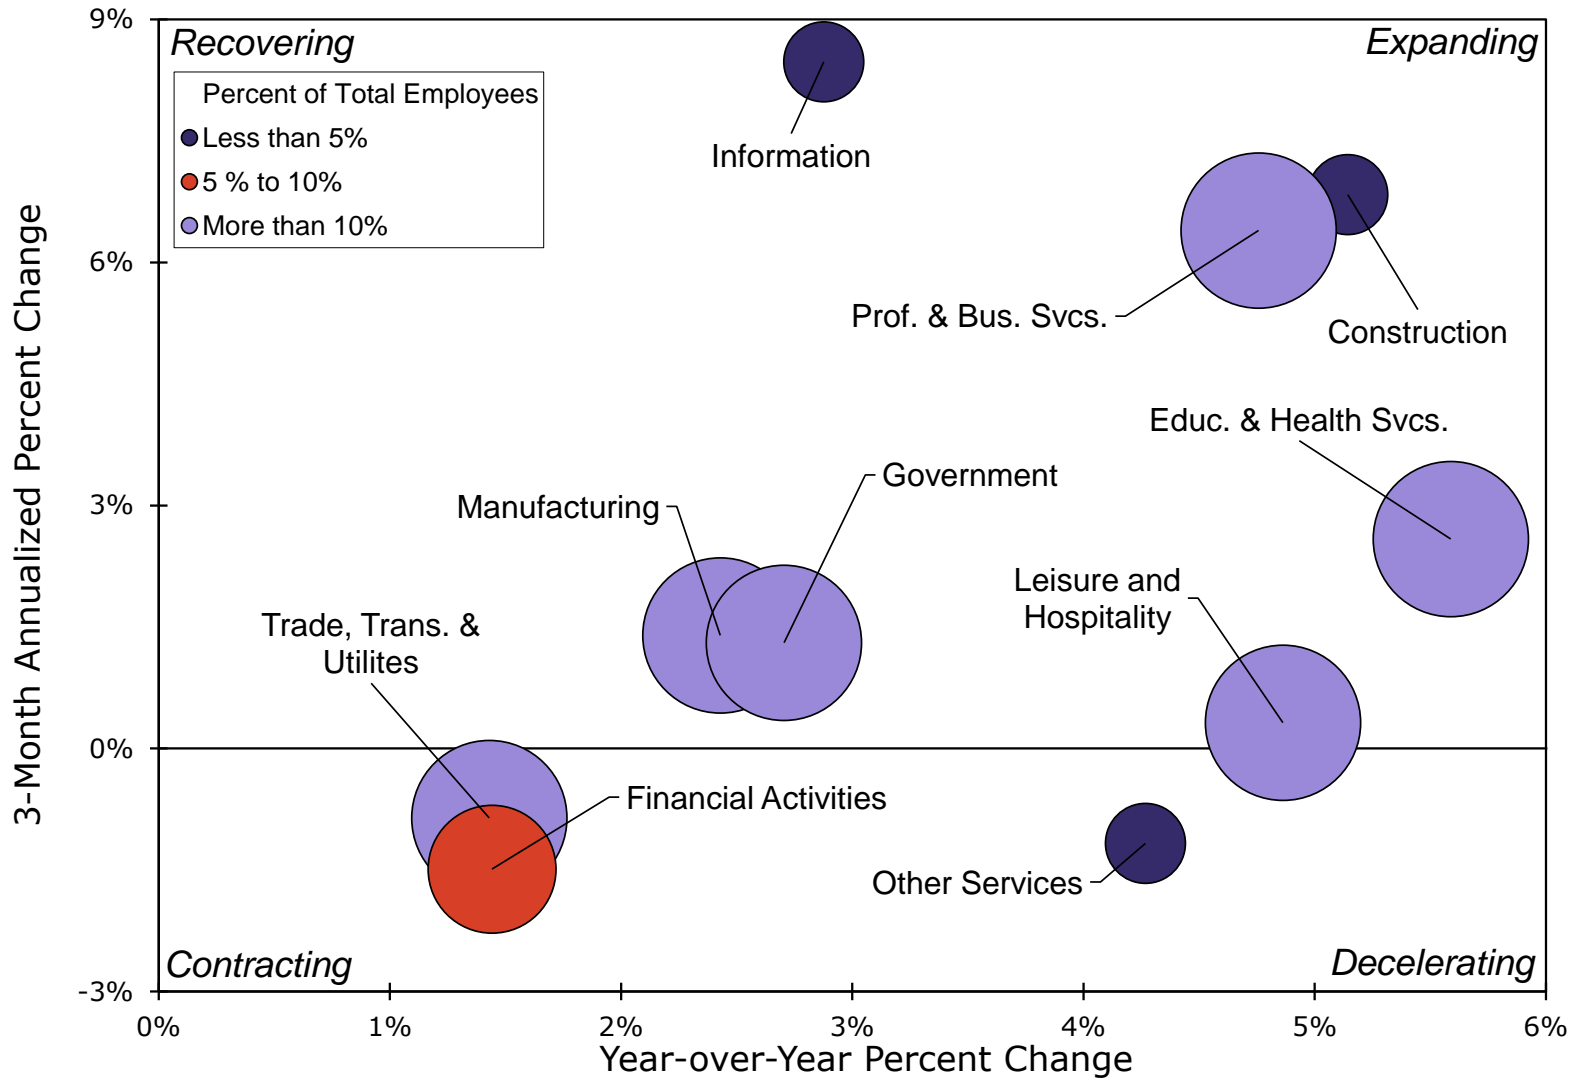 9%
Recovering
Expanding
Percent of Total Employees
Less than 5%
5 % to 10%
More than 10%
Information
6%
Prof. & Bus. Svcs.
Construction
Educ. & Health Svcs.
Government
Manufacturing
3%
Leisure and
Hospitality
Trade, Trans. &
Utilites
0%
Financial Activities
Other Services
Contracting
Decelerating
-3%
0%
1%
2%
3%
4%
5%
6%
Year-over-Year Percent Change
3-Month Annualized Percent Change